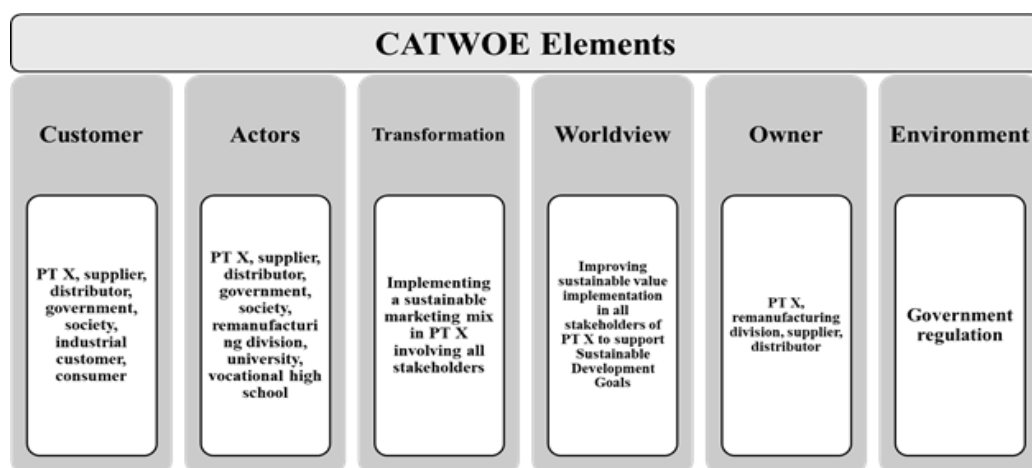 CATWOE Elements
Customer
PT X, supplier,
distributor,
government,
society,
industrial
customer,
consumer
Actors
PT X, supplier,
distributor,
government,
society,
remanufacturi
ng division,
university,
vocational high
school
Transformation
Implementing
a sustainable
marketing mix
in PT X
involving all
stakeholders
Worldview
Improving
sustainable value
implementation
in all
stakeholders of
PT X to support
Sustainable
Development
Goals
Owner
PT X,
remanufacturing
division, supplier,
distributor
Environment
Government
regulation